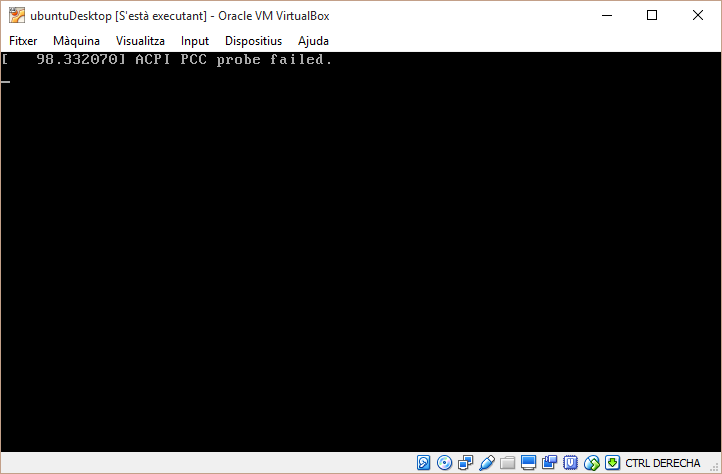 ubuntuDesktop [S'està executant] - Oracle VM VirtualBox
Fitxer Màquina Visualitza Input Dispositius Ajuda
[   98.332070] ACPI PCC probe failed.
CTRL DERECHA